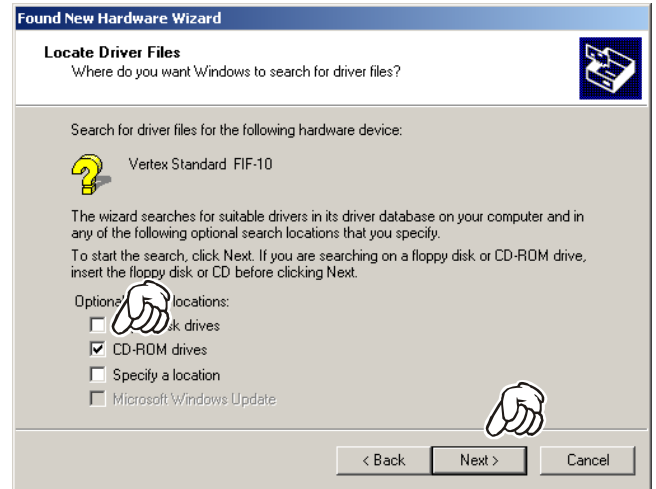 Found New Hardware Wizard
Locate Driver Files
Where do you want Windows to search for driver files?
Search for driver files for the following hardware device:
Vertex Standard FIF-10
The wizard searches for suitable drivers in its driver database on your computer and in
any of the following optional search locations that you specify.
To start the search, click Next. If you are searching on a floppy disk or CD-ROM drive,
insert the floppy disk or CD before clicking Next.
locations:
drives
CD-ROM drives
Specify a location
Microsoft Windows Update
< Back Next > Cancel